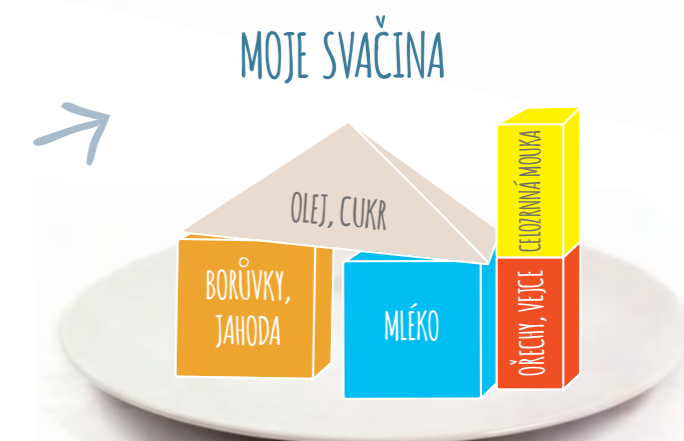 MOJE SVAČINA
OLEJ, CUKR
CELOZRNNÁ MOUKA
BORŮVKY,
JAHODA
MLÉKO
OŘECHY, VEJCE